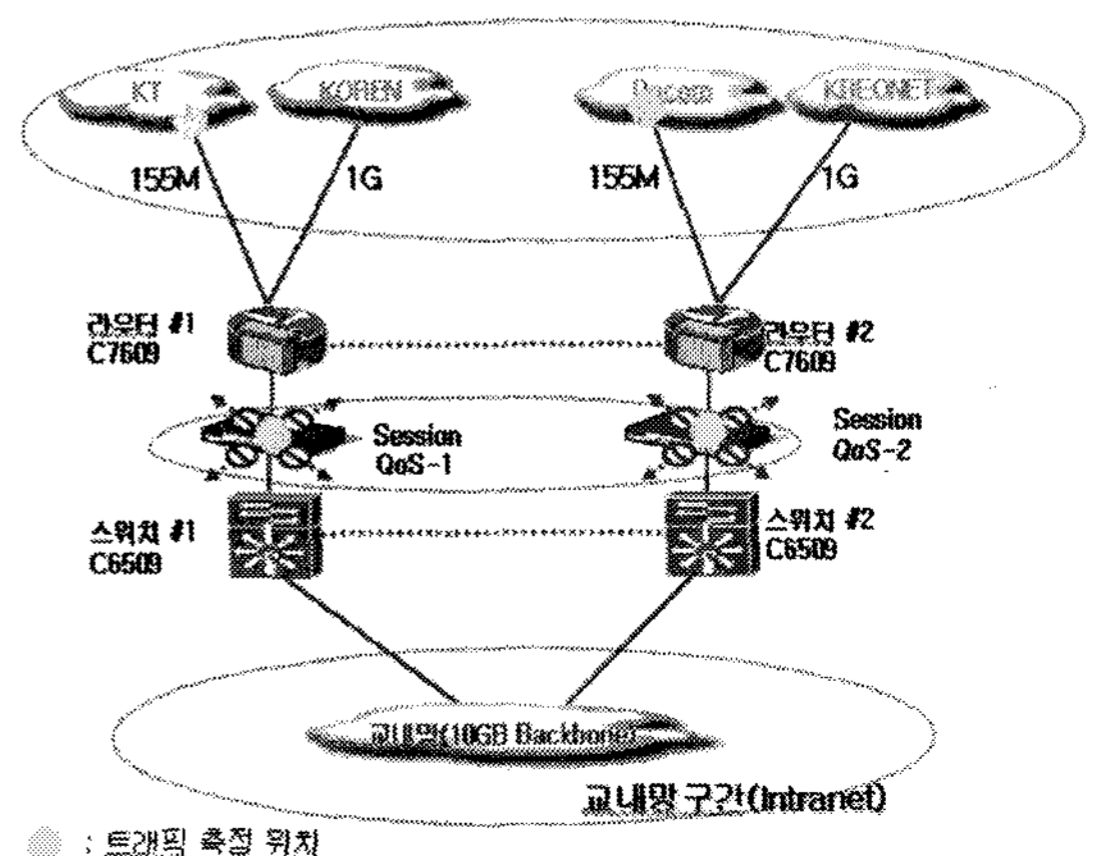 KT
KOREN
Dacom
KREONET
155M
1G
155M
1G
라우터 #1
C7609
라우터 #2
C7609
Session
QoS-1
Session
QoS-2
스위치 #1
C6509
스위치 #2
C6509
교내망(10GB Backbone)
교내망 구간(Intranet)
: 트래픽 측정 위치